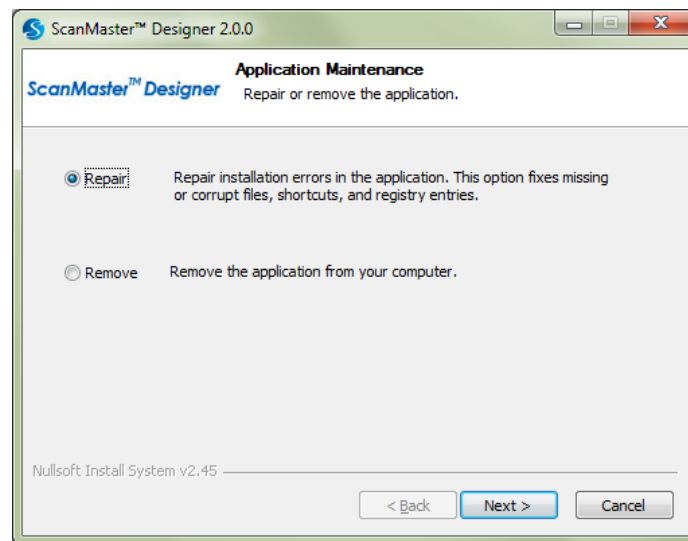 ScanMaster™ Designer 2.0.0
Application Maintenance
ScanMaster™ Designer
Repair or remove the application.
Repair
Repair installation errors in the application. This option fixes missing
or corrupt files, shortcuts, and registry entries.
Remove
Remove the application from your computer.
Nullsoft Install System v2.45
< Back
Next >
Cancel